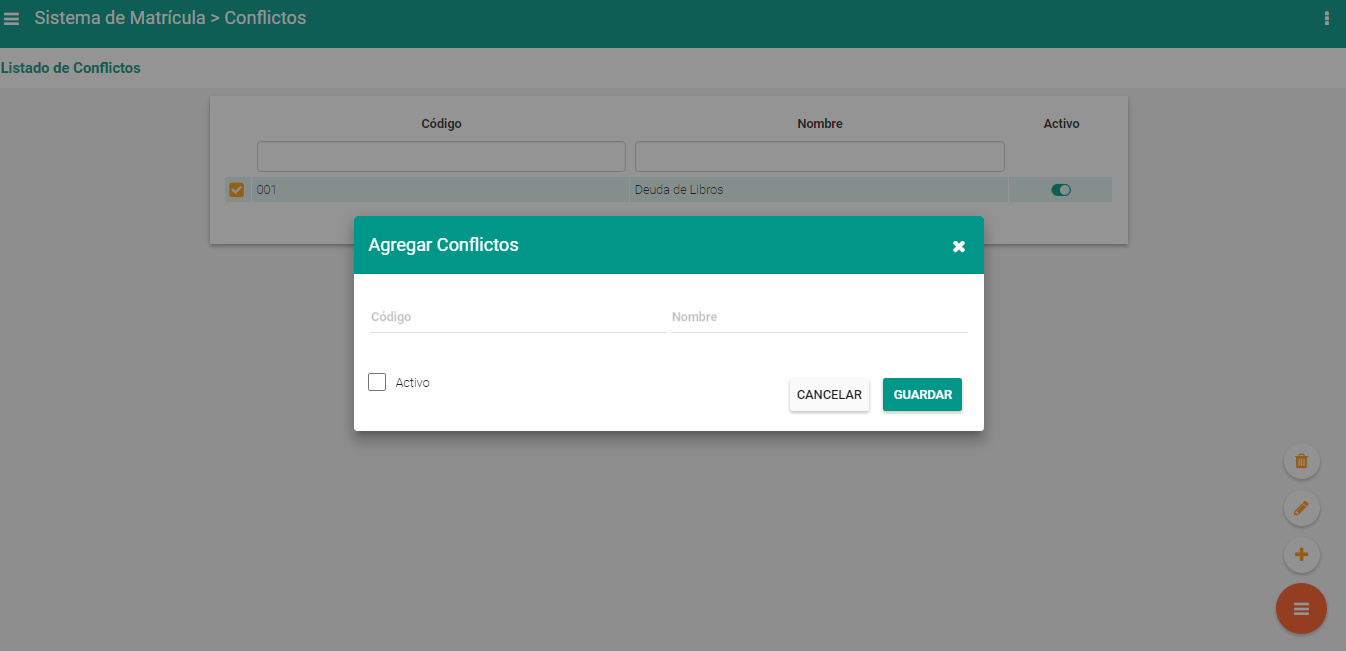 Sistema de Matrícula > Conflictos
Listado de Conflictos
Código Nombre Activo
001 Deuda de Libros
Agregar Conflictos
Código Nombre
Activo
CANCELAR GUARDAR